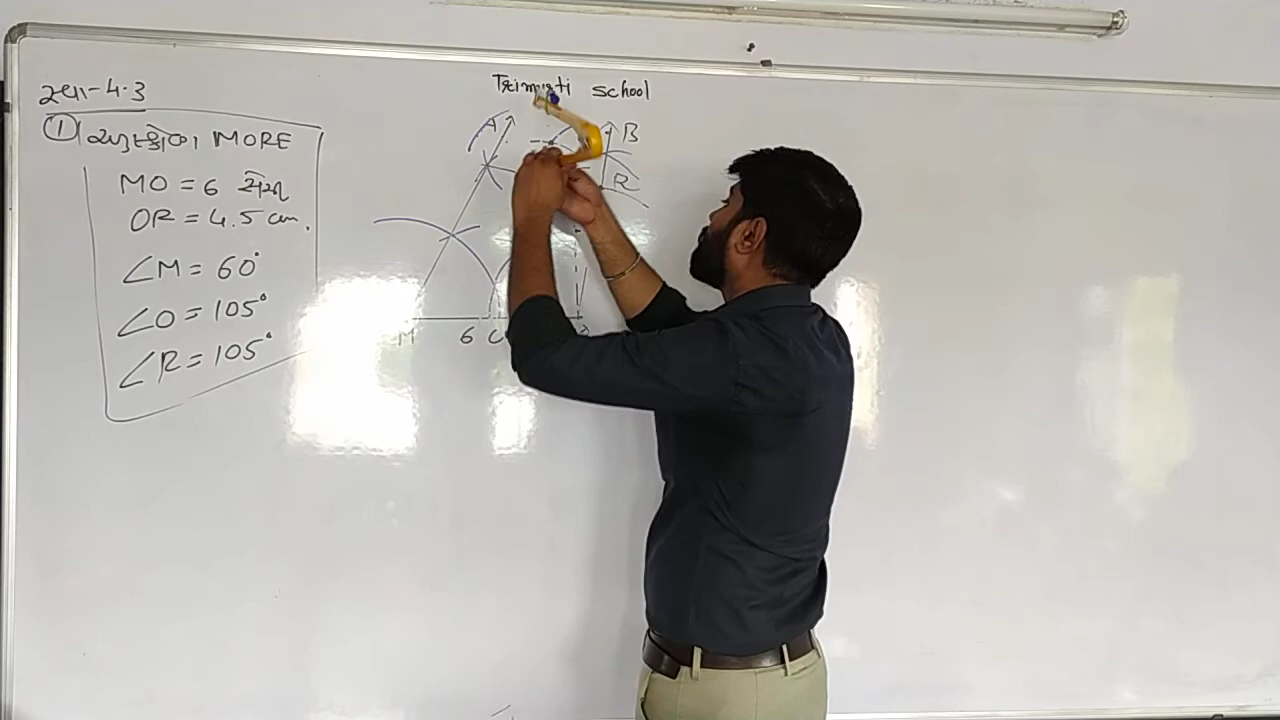 Trimurti school
સ્વા-4.3
① ચતુષ્કોણ MORE
MO = 6 સેમી
OR = 4.5 cm.
∠M = 60°
∠O = 105°
∠R = 105°
A
B
R
M 6